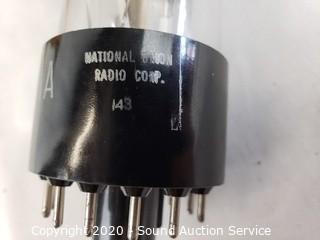 NATIONAL UNION
RADIO CORP.
143
A
Copyright 2020 - Sound Auction Service